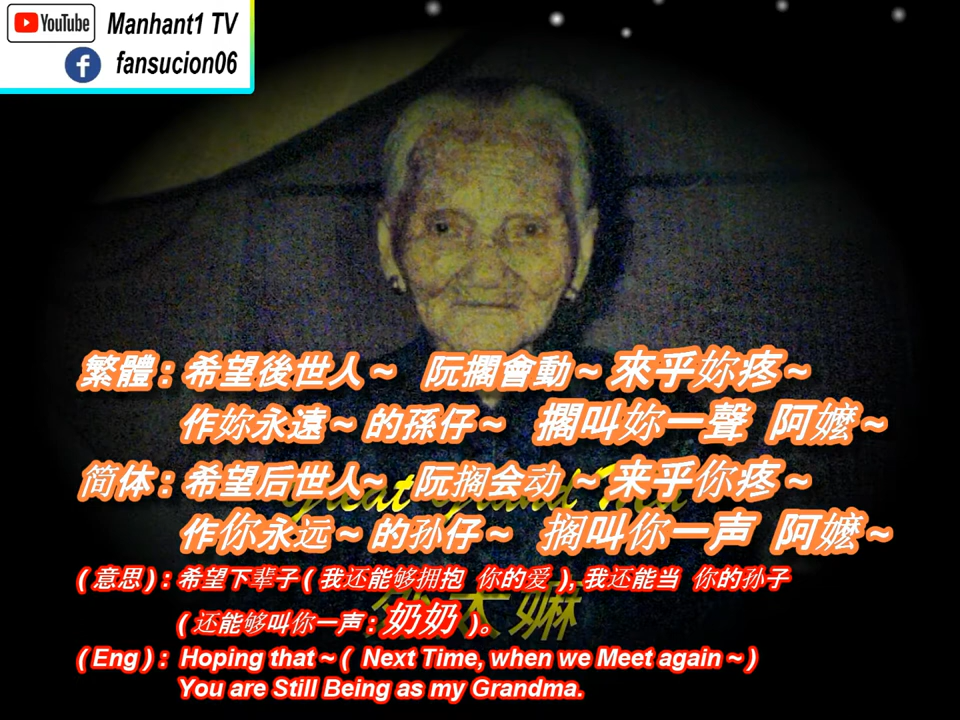 YouTube Manhant1 TV
fansucion06
繁體 : 希望後世人 ~ 阮擱會動 ~ 來乎妳疼 ~
作妳永遠 ~ 的孫仔 ~ 擱叫妳一聲 阿嬤 ~
简体 : 希望后世人 ~ 阮搁会动 ~ 来乎你疼 ~
作你永远 ~ 的孙仔 ~ 搁叫你一声 阿嬷 ~
( 意思 ) : 希望下辈子 ( 我还能够拥抱 你的爱 ), 我还能当 你的孙子
( 还能够叫你一声 : 奶奶 )。
( Eng ) : Hoping that ~ ( Next Time, when we Meet again ~ )
You are Still Being as my Grandma.